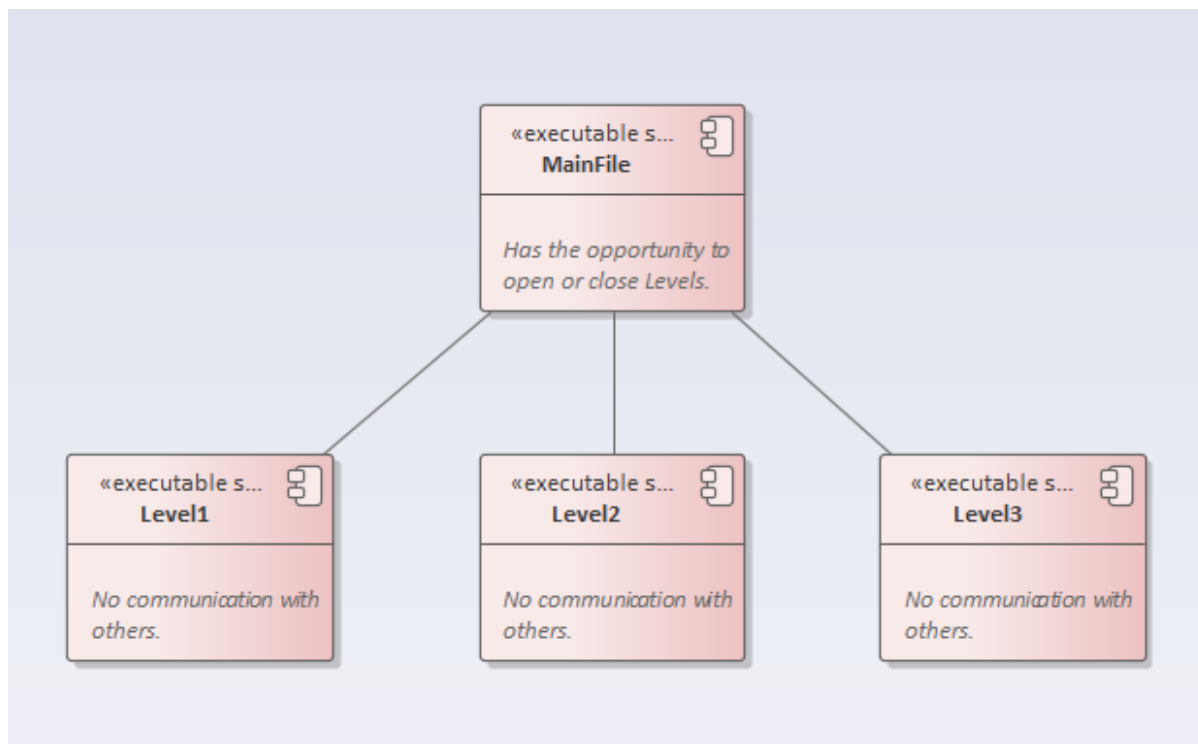 «executable s...
MainFile
Has the opportunity to
open or close Levels.
«executable s...
Level1
No communication with
others.
«executable s...
Level2
No communication with
others.
«executable s...
Level3
No communication with
others.